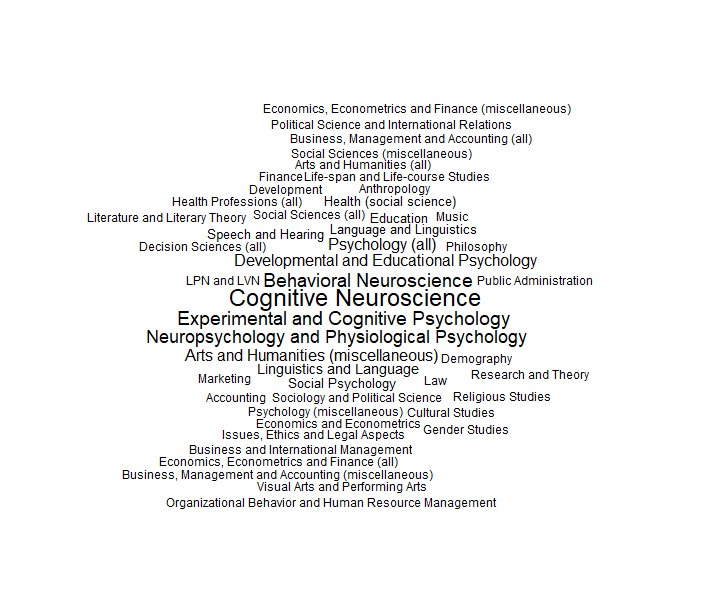 Economics, Econometrics and Finance (miscellaneous)
Political Science and International Relations
Business, Management and Accounting (all)
Social Sciences (miscellaneous)
Arts and Humanities (all)
Finance Life-span and Life-course Studies
Development Anthropology
Health Professions (all) Health (social science)
Literature and Literary Theory Social Sciences (all) Education Music
Speech and Hearing Language and Linguistics
Decision Sciences (all) Psychology (all) Philosophy
Developmental and Educational Psychology
LPN and LVN Behavioral Neuroscience Public Administration
Cognitive Neuroscience
Experimental and Cognitive Psychology
Neuropsychology and Physiological Psychology
Arts and Humanities (miscellaneous) Demography
Linguistics and Language
Marketing Social Psychology Law Research and Theory
Accounting Sociology and Political Science Religious Studies
Psychology (miscellaneous) Cultural Studies
Economics and Econometrics
Issues, Ethics and Legal Aspects Gender Studies
Business and International Management
Economics, Econometrics and Finance (all)
Business, Management and Accounting (miscellaneous)
Visual Arts and Performing Arts
Organizational Behavior and Human Resource Management